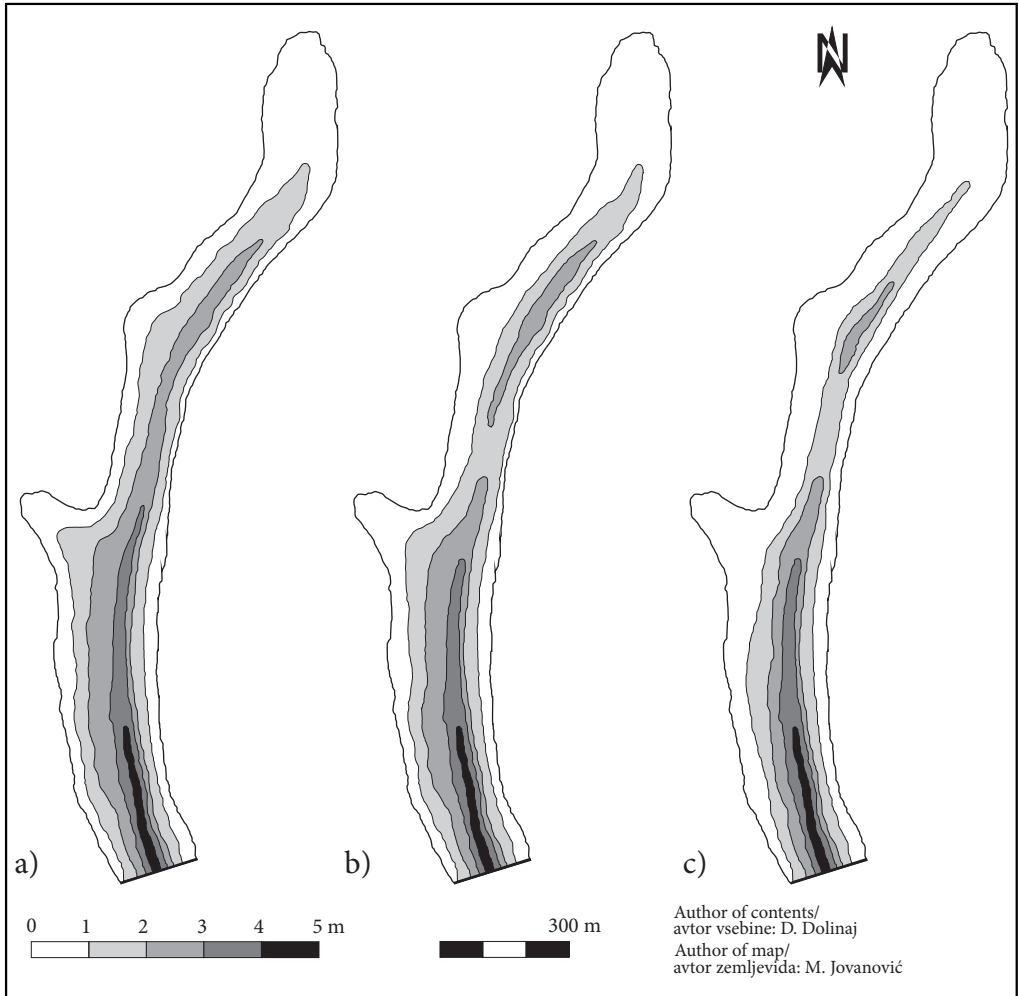 N
a)
b)
c)
0 1 2 3 4 5 m
300 m
Author of contents/
avtor vsebine: D. Dolinaj
Author of map/
avtor zemljevida: M. Jovanović